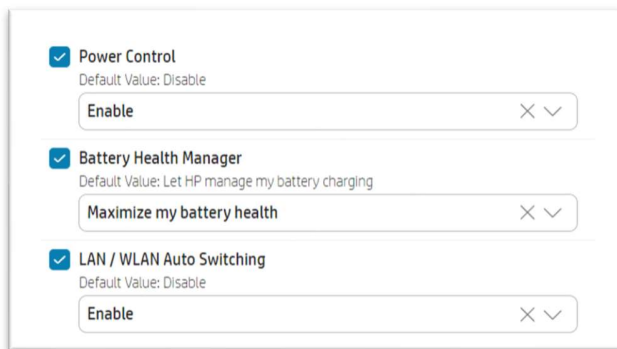 Power Control
Default Value: Disable
Enable
Battery Health Manager
Default Value: Let HP manage my battery charging
Maximize my battery health
LAN / WLAN Auto Switching
Default Value: Disable
Enable